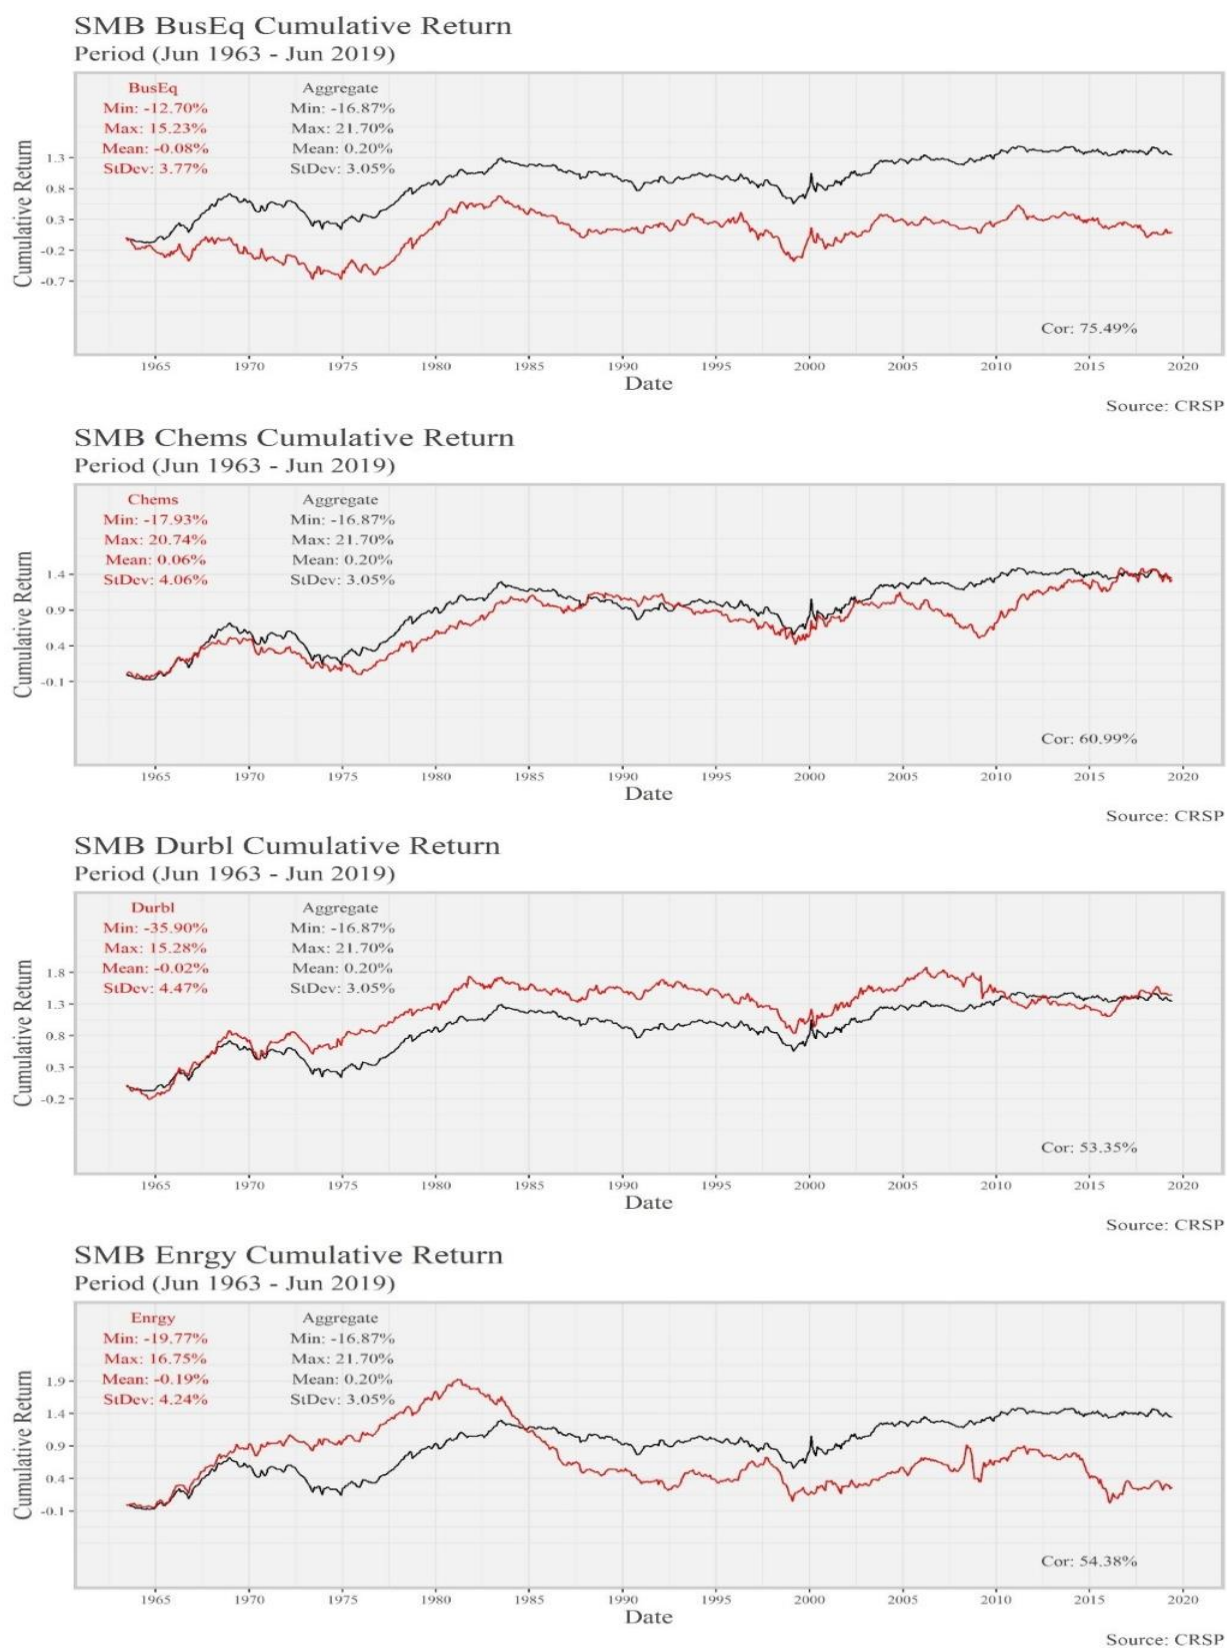 SMB BusEq Cumulative Return
Period (Jun 1963 - Jun 2019)
BusEq Aggregate
Min: -12.70% Min: -16.87%
Max: 15.23% Max: 21.70%
Mean: -0.08% Mean: 0.20%
StDev: 3.77% StDev: 3.05%
Cumulative Return
1.3
0.8
0.3
-0.2
-0.7
Cor: 75.49%
1965 1970 1975 1980 1985 1990 1995 2000 2005 2010 2015 2020
Date
Source: CRSP
SMB Chems Cumulative Return
Period (Jun 1963 - Jun 2019)
Chems Aggregate
Min: -17.93% Min: -16.87%
Max: 20.74% Max: 21.70%
Mean: 0.06% Mean: 0.20%
StDev: 4.06% StDev: 3.05%
Cumulative Return
1.4
0.9
0.4
-0.1
Cor: 60.99%
1965 1970 1975 1980 1985 1990 1995 2000 2005 2010 2015 2020
Date
Source: CRSP
SMB Durbl Cumulative Return
Period (Jun 1963 - Jun 2019)
Durbl Aggregate
Min: -35.90% Min: -16.87%
Max: 15.28% Max: 21.70%
Mean: -0.02% Mean: 0.20%
StDev: 4.47% StDev: 3.05%
Cumulative Return
1.8
1.3
0.8
0.3
-0.2
Cor: 53.35%
1965 1970 1975 1980 1985 1990 1995 2000 2005 2010 2015 2020
Date
Source: CRSP
SMB Enrgy Cumulative Return
Period (Jun 1963 - Jun 2019)
Enrgy Aggregate
Min: -19.77% Min: -16.87%
Max: 16.75% Max: 21.70%
Mean: -0.19% Mean: 0.20%
StDev: 4.24% StDev: 3.05%
Cumulative Return
1.9
1.4
0.9
0.4
-0.1
Cor: 54.38%
1965 1970 1975 1980 1985 1990 1995 2000 2005 2010 2015 2020
Date
Source: CRSP